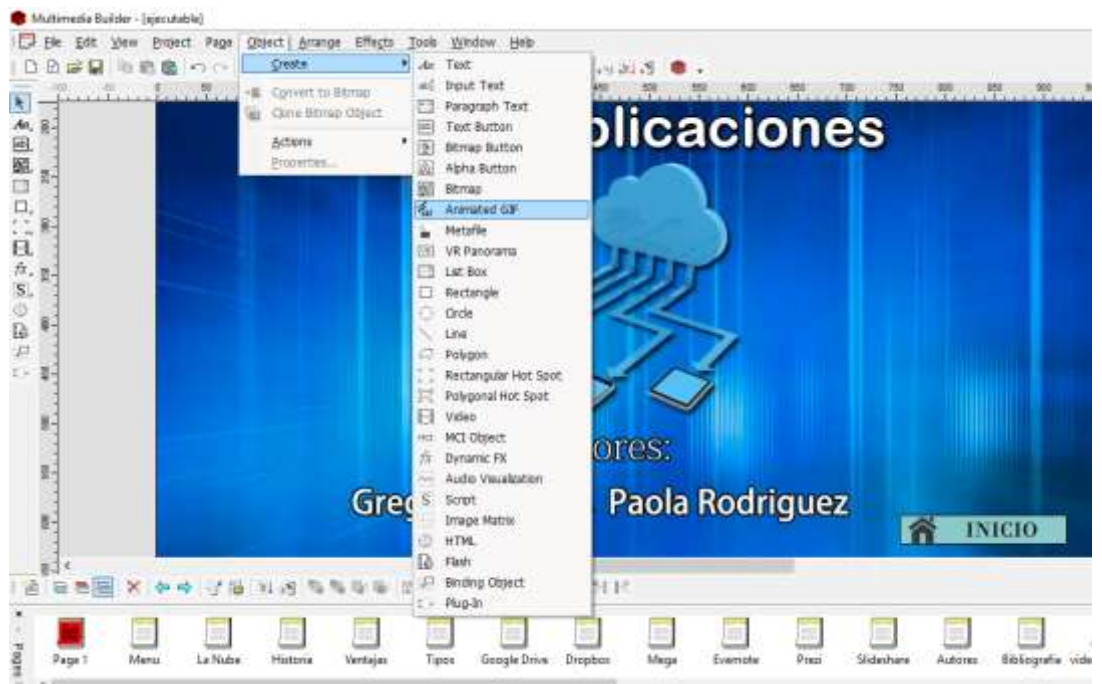 Multimedia Builder - [ejecutable]
File Edit View Project Page Object Arrange Effects Tools Window Help
Create
Convert to Bitmap
Clone Bitmap Object
Actions
Properties...
Text
Input Text
Paragraph Text
Text Button
Bitmap Button
Alpha Button
Bitmap
Animated GIF
Metafile
VR Panorama
List Box
Rectangle
Circle
Line
Polygon
Rectangular Hot Spot
Polygonal Hot Spot
Video
MCI Object
Dynamic FX
Audio Visualization
Script
Image Matrix
HTML
Flash
Binding Object
Plug-In
plicaciones
ores:
Greg Paola Rodriguez
INICIO
Pages
Page 1 Menu La Nube Historia Ventajas Tipos Google Drive Dropbox Mega Evernote Prezi Slideshare Autores Bibliografia vide